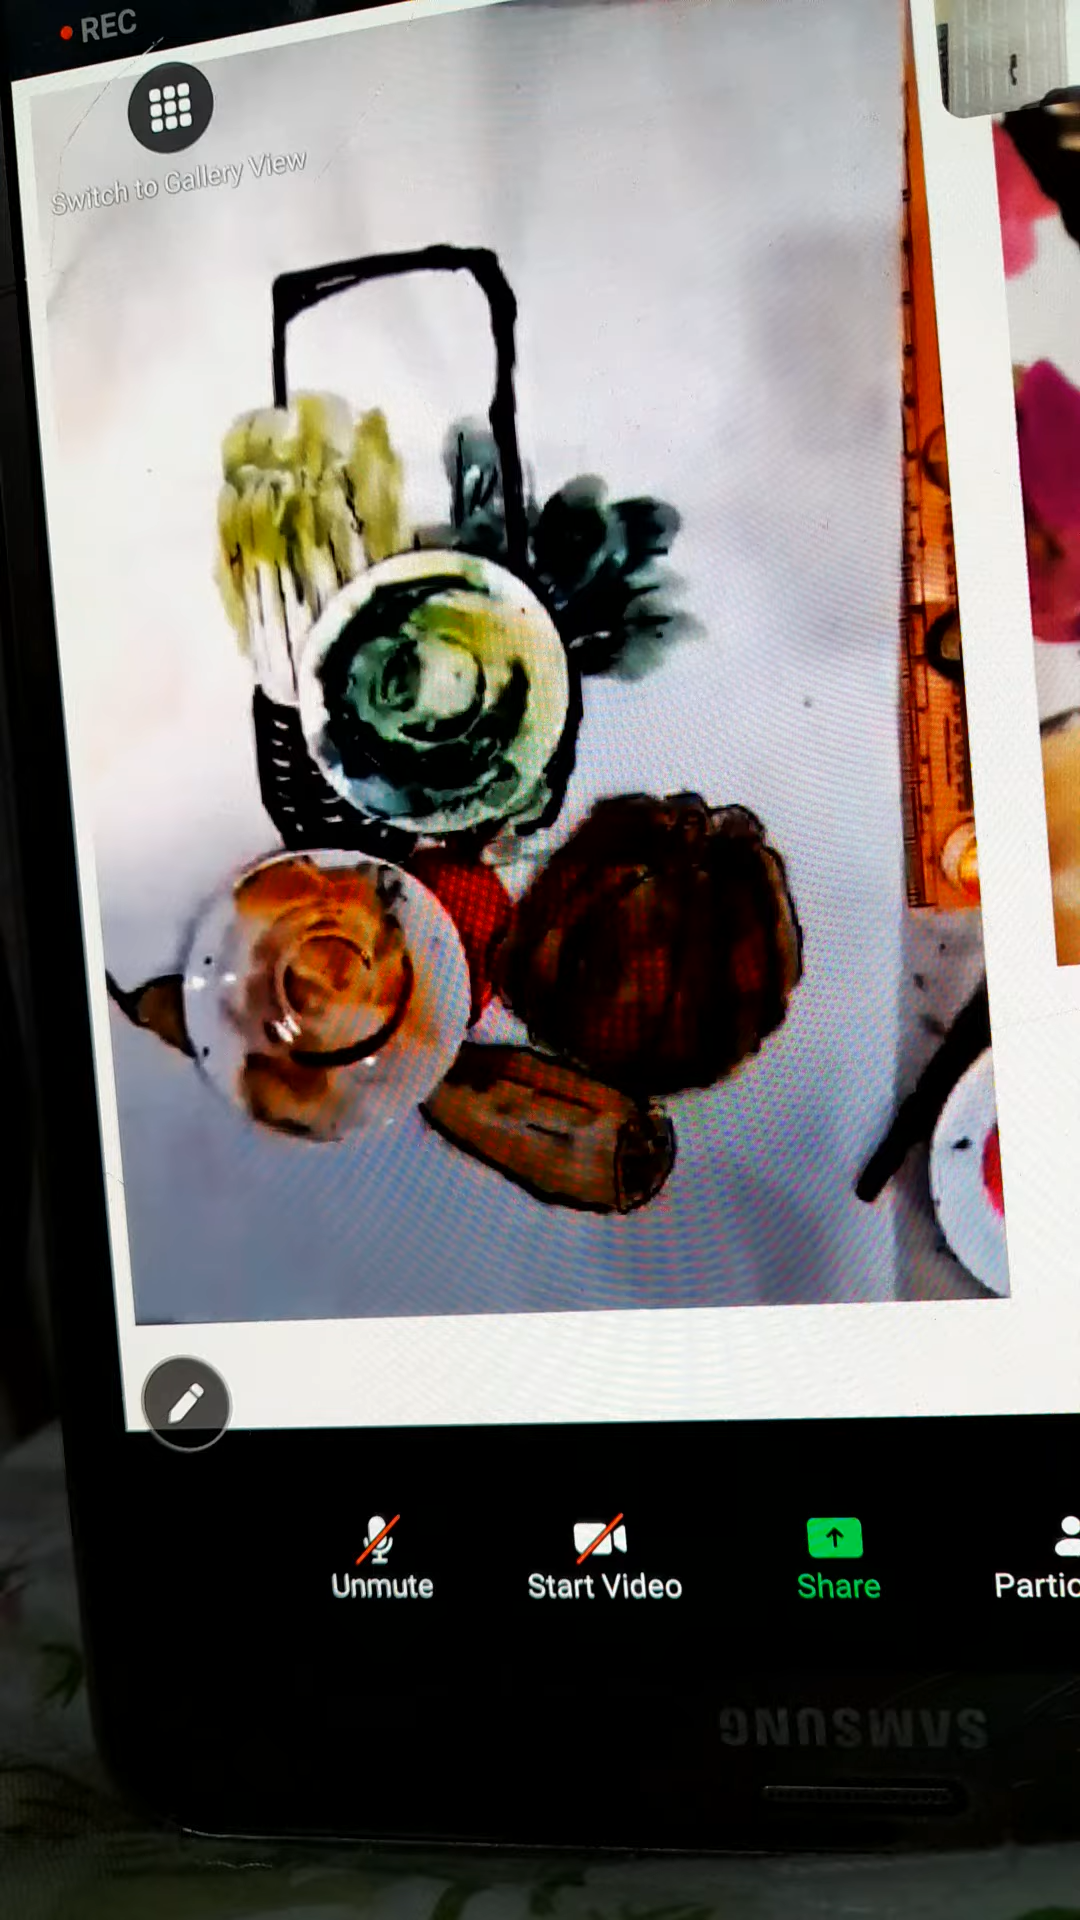 REC
Switch to Gallery View
Unmute
Start Video
Share
Partic
SAMSUNG